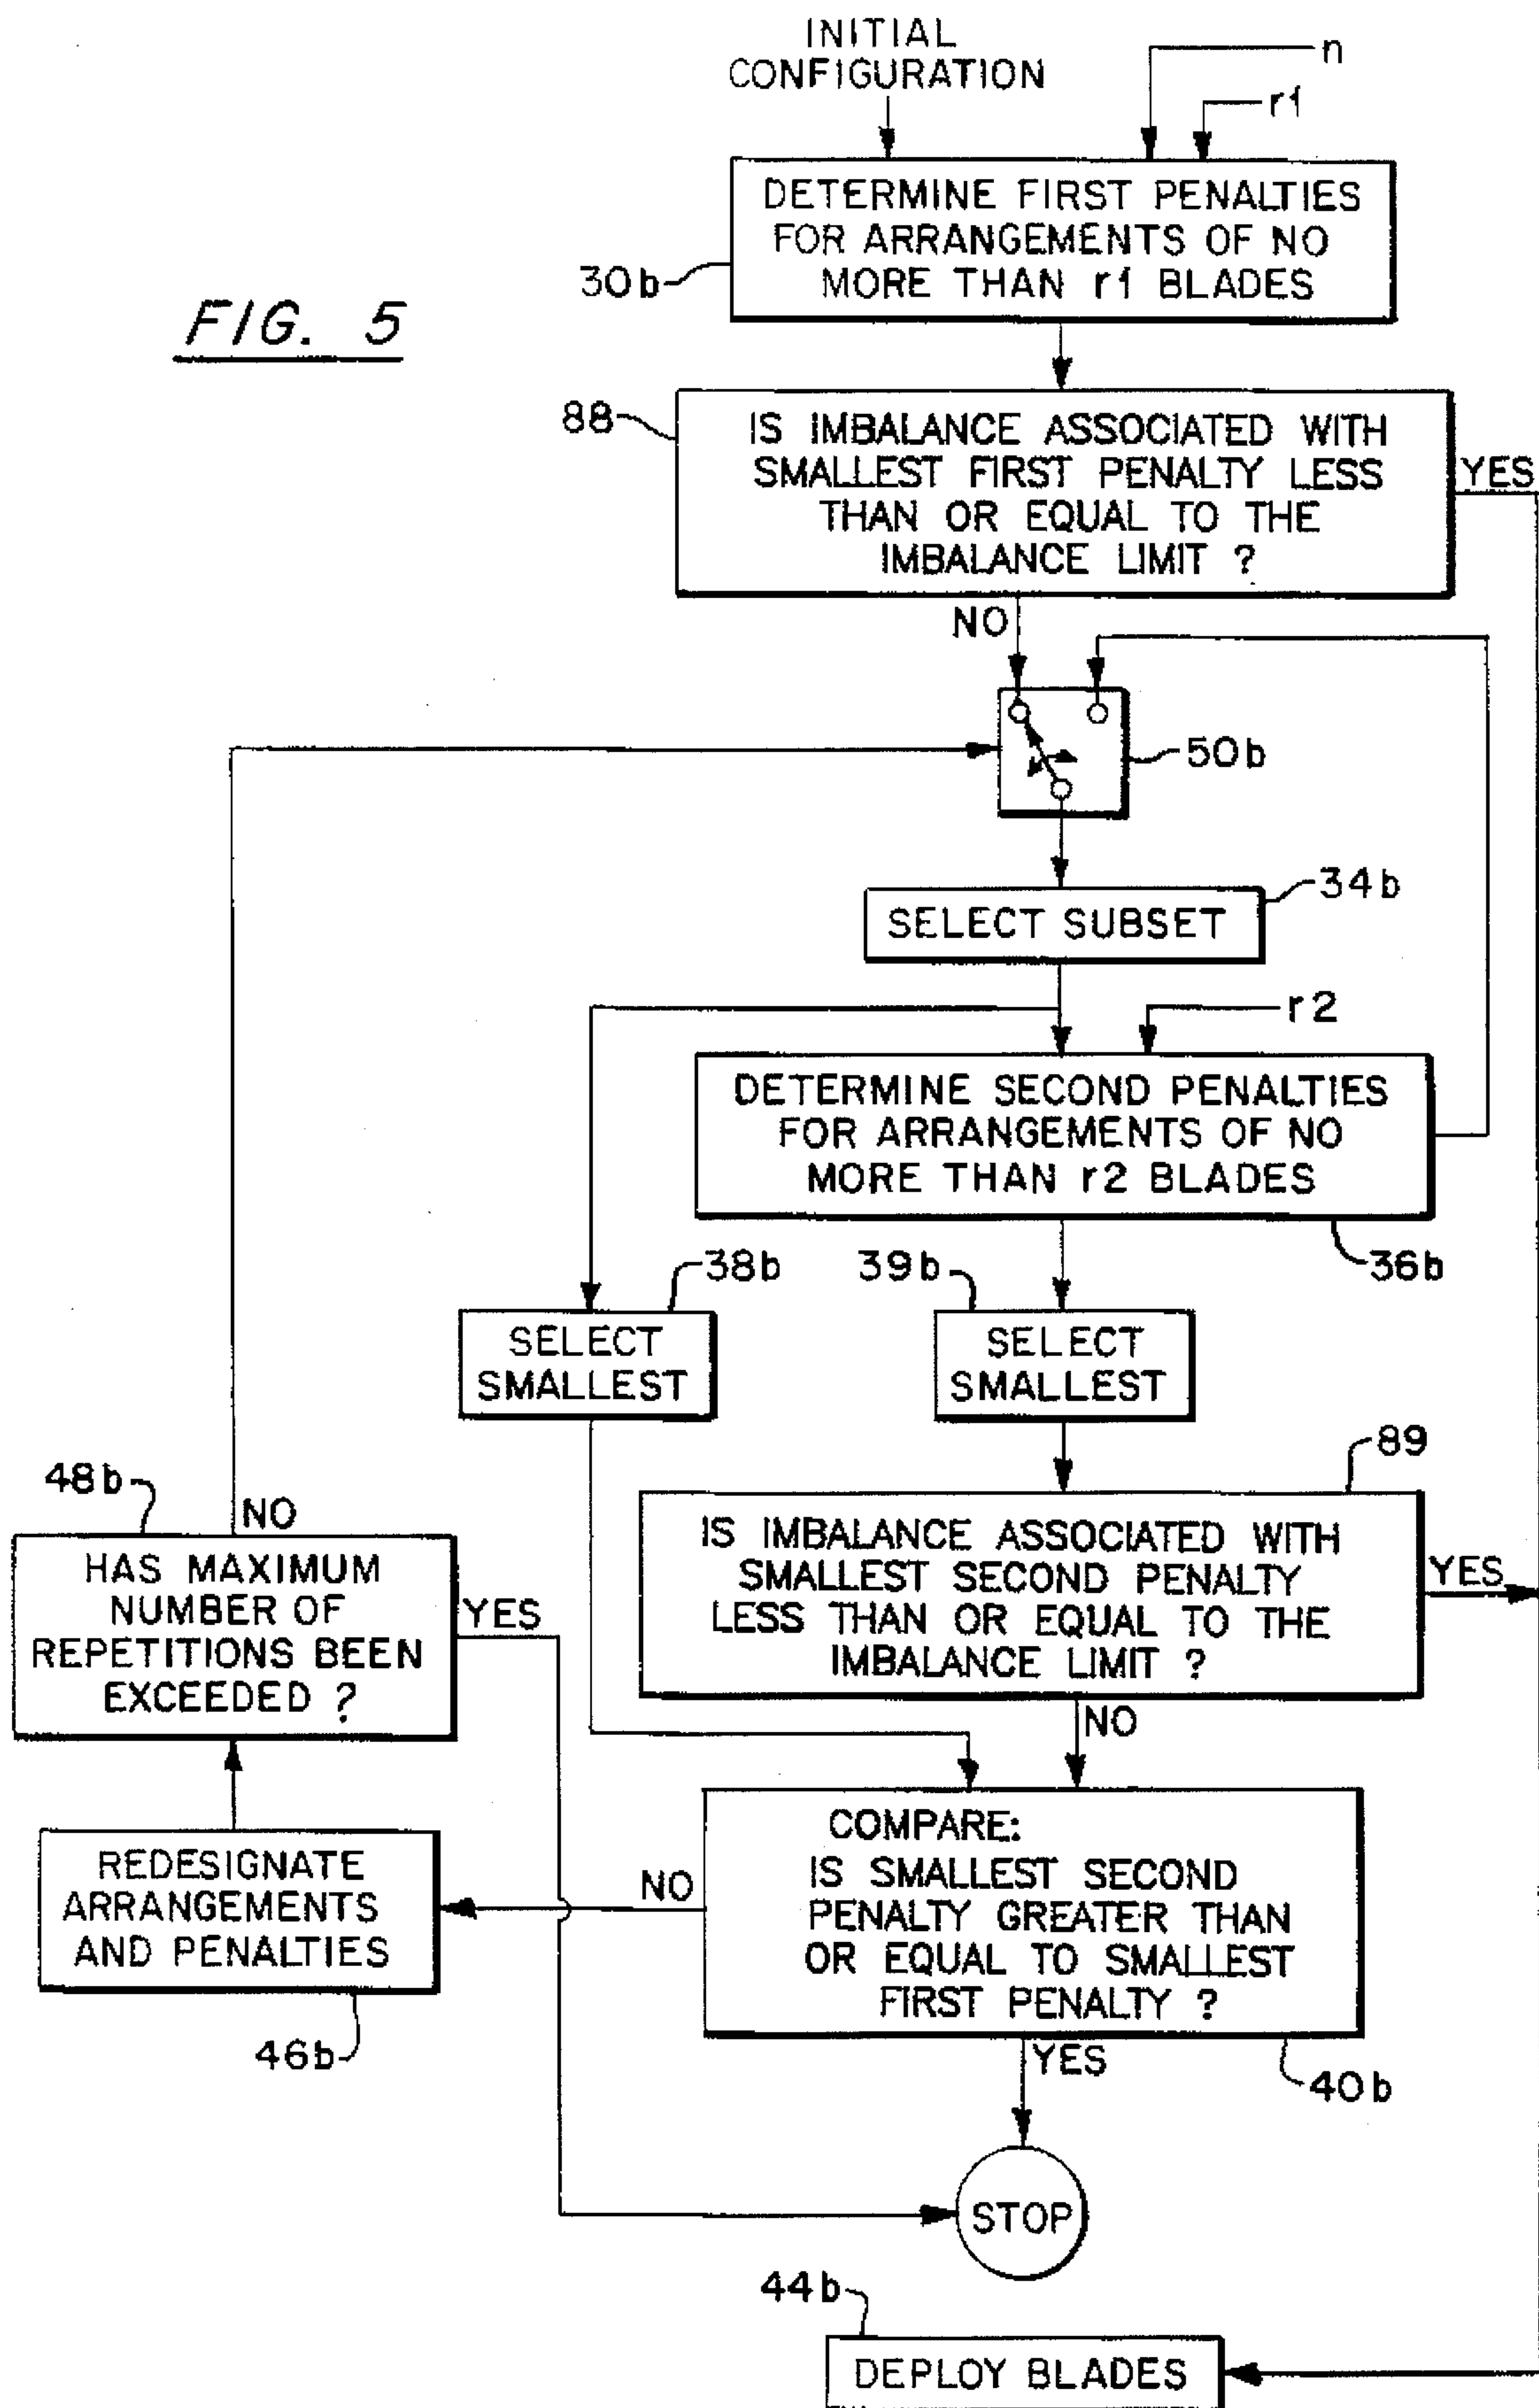 INITIAL
CONFIGURATION
n
r1
DETERMINE FIRST PENALTIES
FOR ARRANGEMENTS OF NO
MORE THAN r1 BLADES
30b
FIG. 5
88
IS IMBALANCE ASSOCIATED WITH
SMALLEST FIRST PENALTY LESS
THAN OR EQUAL TO THE
IMBALANCE LIMIT ?
YES
NO
50b
34b
SELECT SUBSET
r2
DETERMINE SECOND PENALTIES
FOR ARRANGEMENTS OF NO
MORE THAN r2 BLADES
36b
38b
SELECT
SMALLEST
39b
SELECT
SMALLEST
89
IS IMBALANCE ASSOCIATED WITH
SMALLEST SECOND PENALTY
LESS THAN OR EQUAL TO THE
IMBALANCE LIMIT ?
YES
NO
48b
NO
HAS MAXIMUM
NUMBER OF
REPETITIONS BEEN
EXCEEDED ?
YES
COMPARE:
IS SMALLEST SECOND
PENALTY GREATER THAN
OR EQUAL TO SMALLEST
FIRST PENALTY ?
NO
REDESIGNATE
ARRANGEMENTS
AND PENALTIES
46b
YES
40b
STOP
44b
DEPLOY BLADES